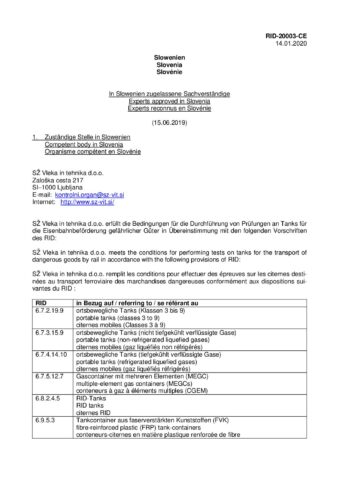 RID-20003-CE
14.01.2020
Slowenien
Slovenia
Slovénie
In Slowenien zugelassene Sachverständige
Experts approved in Slovenia
Experts reconnus en Slovénie
(15.06.2019)
1. Zuständige Stelle in Slowenien
Competent body in Slovenia
Organisme compétent en Slovénie
SŽ Vleka in tehnika d.o.o.
Zaloška cesta 217
SI-1000 Ljubljana
E-mail: kontrolni.organ@sz-vit.si
Internet: http://www.sz-vit.si/
SŽ Vleka in tehnika d.o.o. erfüllt die Bedingungen für die Durchführung von Prüfungen an Tanks für
die Eisenbahnbeförderung gefährlicher Güter in Übereinstimmung mit den folgenden Vorschriften
des RID:
SŽ Vleka in tehnika d.o.o. meets the conditions for performing tests on tanks for the transport of
dangerous goods by rail in accordance with the following provisions of RID:
SŽ Vleka in tehnika d.o.o. remplit les conditions pour effectuer des épreuves sur les citernes desti-
nées au transport ferroviaire des marchandises dangereuses conformément aux dispositions sui-
vantes du RID :
RID in Bezug auf / referring to / se référant au
6.7.2.19.9 ortsbewegliche Tanks (Klassen 3 bis 9)
portable tanks (classes 3 to 9)
citernes mobiles (Classes 3 à 9)
6.7.3.15.9 ortsbewegliche Tanks (nicht tiefgekühlt verflüssigte Gase)
portable tanks (non-refrigerated liquefied gases)
citernes mobiles (gaz liquéfiés non réfrigérés)
6.7.4.14.10 ortsbewegliche Tanks (tiefgekühlt verflüssigte Gase)
portable tanks (refrigerated liquefied gases)
citernes mobiles (gaz liquéfiés réfrigérés)
6.7.5.12.7 Gascontainer mit mehreren Elementen (MEGC)
multiple-element gas containers (MEGCs)
conteneurs à gaz à éléments multiples (CGEM)
6.8.2.4.5 RID-Tanks
RID tanks
citernes RID
6.9.5.3 Tankcontainer aus faserverstärkten Kunststoffen (FVK)
fibre-reinforced plastic (FRP) tank-containers
conteneurs-citernes en matière plastique renforcée de fibre